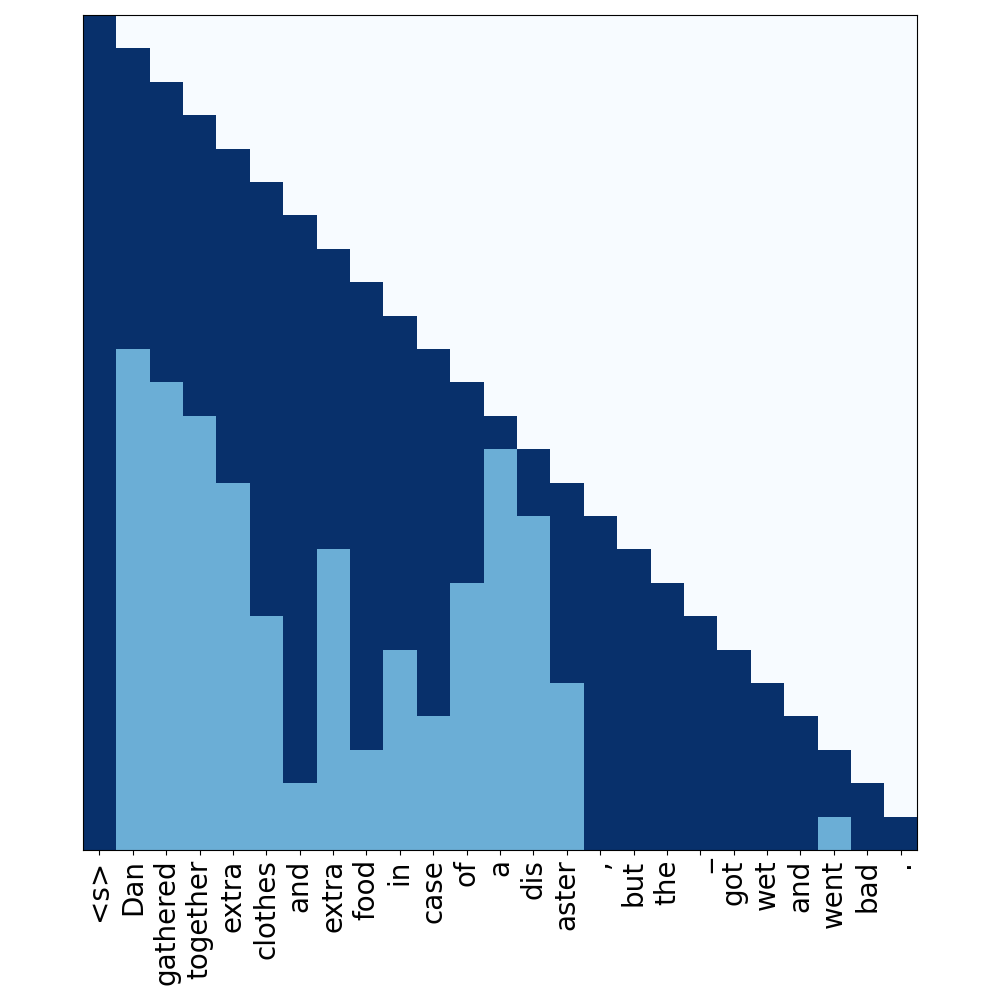 <s>
Dan
gathered
together
extra
clothes
and
extra
food
in
case
of
a
dis
aster
,
but
the
_
got
wet
and
went
bad
.